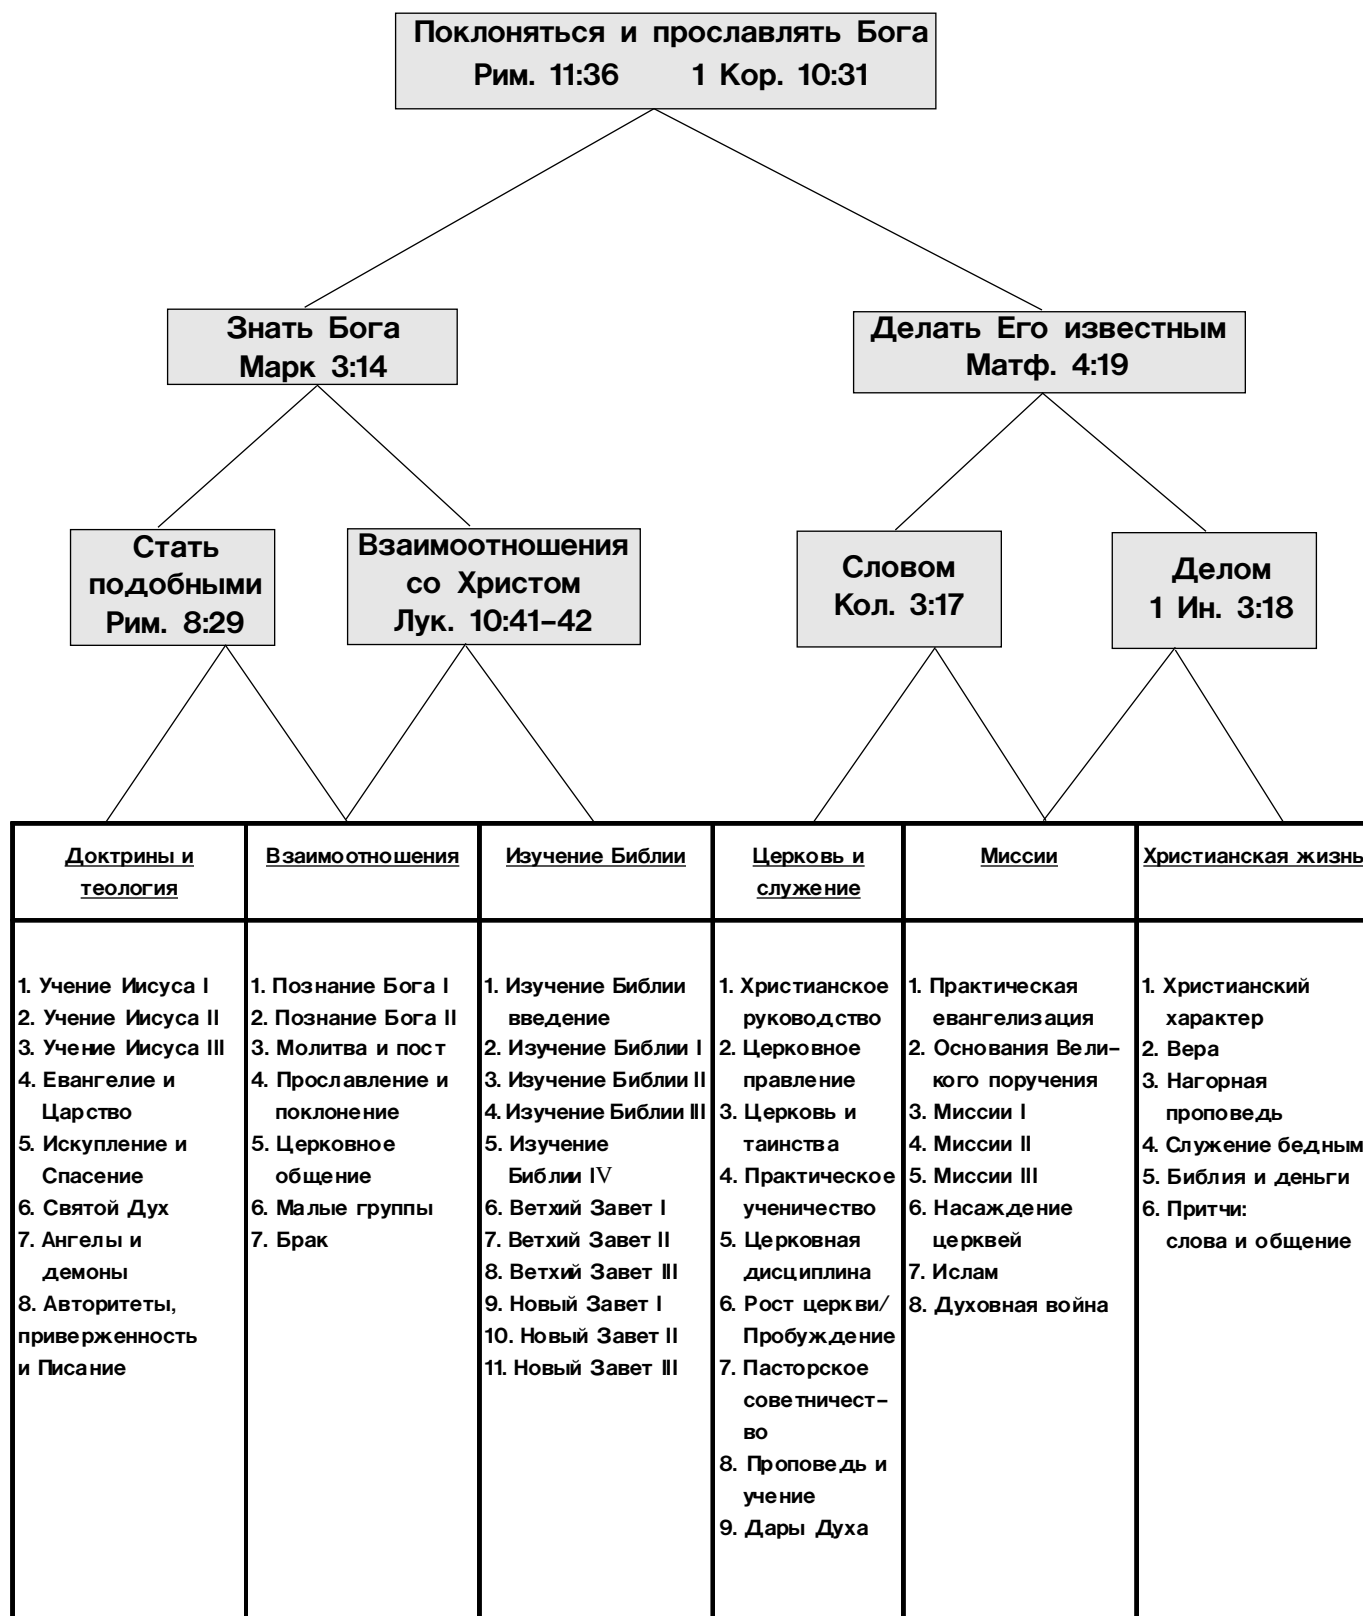 Поклоняться и прославлять Бога
Рим. 11:36 1 Кор. 10:31
Знать Бога
Марк 3:14
Делать Его известным
Матф. 4:19
Стать
подобными
Рим. 8:29
Взаимоотношения
со Христом
Лук. 10:41–42
Словом
Кол. 3:17
Делом
1 Ин. 3:18
Доктрины и
теология
1. Учение Иисуса I
2. Учение Иисуса II
3. Учение Иисуса III
4. Евангелие и
Царство
5. Искупление и
Спасение
6. Святой Дух
7. Ангелы и
демоны
8. Авторитеты,
приверженность
и Писание
Взаимоотношения
1. Познание Бога I
2. Познание Бога II
3. Молитва и пост
4. Прославление и
поклонение
5. Церковное
общение
6. Малые группы
7. Брак
Изучение Библии
1. Изучение Библии
введение
2. Изучение Библии I
3. Изучение Библии II
4. Изучение Библии III
5. Изучение
Библии IV
6. Ветхий Завет I
7. Ветхий Завет II
8. Ветхий Завет III
9. Новый Завет I
10. Новый Завет II
11. Новый Завет III
Церковь и
служение
1. Христианское
руководство
2. Церковное
правление
3. Церковь и
таинства
4. Практическое
ученичество
5. Церковная
дисциплина
6. Рост церкви/
Пробуждение
7. Пасторское
советничест–
во
8. Проповедь и
учение
9. Дары Духа
Миссии
1. Практическая
евангелизация
2. Основания Вели–
кого поручения
3. Миссии I
4. Миссии II
5. Миссии III
6. Насаждение
церквей
7. Ислам
8. Духовная война
Христианская жизнь
1. Христианский
характер
2. Вера
3. Нагорная
проповедь
4. Служение бедным
5. Библия и деньги
6. Притчи:
слова и общение